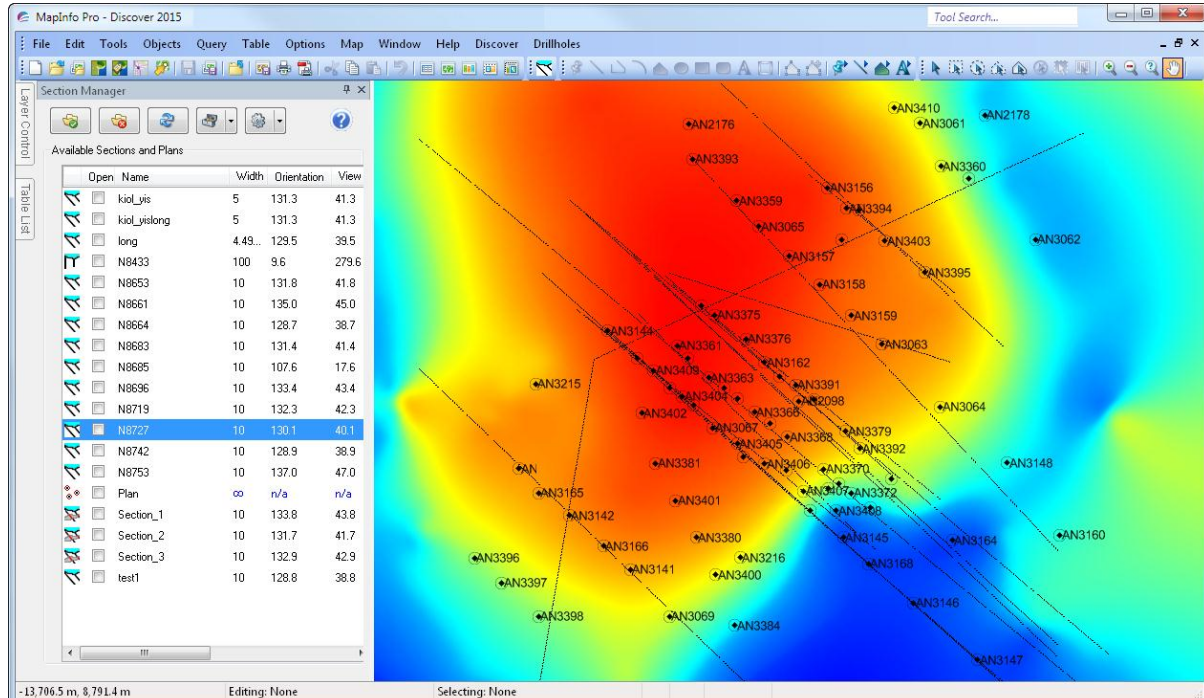 MapInfo Pro - Discover 2015
Tool Search...
File Edit Tools Objects Query Table Options Map Window Help Discover Drillholes
Section Manager
Layer Control
Table List
Available Sections and Plans
Open Name Width Orientation View
kiol_yis 5 131.3 41.3
kiol_yislong 5 131.3 41.3
long 4.49... 129.5 39.5
N8433 100 9.6 279.6
N8653 10 131.8 41.8
N8661 10 135.0 45.0
N8664 10 128.7 38.7
N8683 10 131.4 41.4
N8685 10 107.6 17.6
N8696 10 133.4 43.4
N8719 10 132.3 42.3
N8727 10 130.1 40.1
N8742 10 128.9 38.9
N8753 10 137.0 47.0
Plan ∞ n/a n/a
Section_1 10 133.8 43.8
Section_2 10 131.7 41.7
Section_3 10 132.9 42.9
test1 10 128.8 38.8
AN3410
AN3061
AN2178
AN2176
AN3393
AN3360
AN3156
AN3359
AN3394
AN3065
AN3403
AN3062
AN3157
AN3395
AN3158
AN3375
AN3159
AN3144
AN3376
AN3063
AN3361
AN3162
AN3409
AN3363
AN3215
AN3391
AN3404
AN2098
AN3402
AN3366
AN3064
AN3067
AN3379
AN3368
AN3405
AN3392
AN3381
AN3406
AN3148
AN
AN3370
AN3165
AN3407
AN3372
AN3401
AN3142
AN3408
AN3380
AN3145
AN3164
AN3160
AN3166
AN3396
AN3216
AN3168
AN3141
AN3400
AN3397
AN3146
AN3398
AN3069
AN3384
AN3147
-13,706.5 m, 8,791.4 m Editing: None Selecting: None